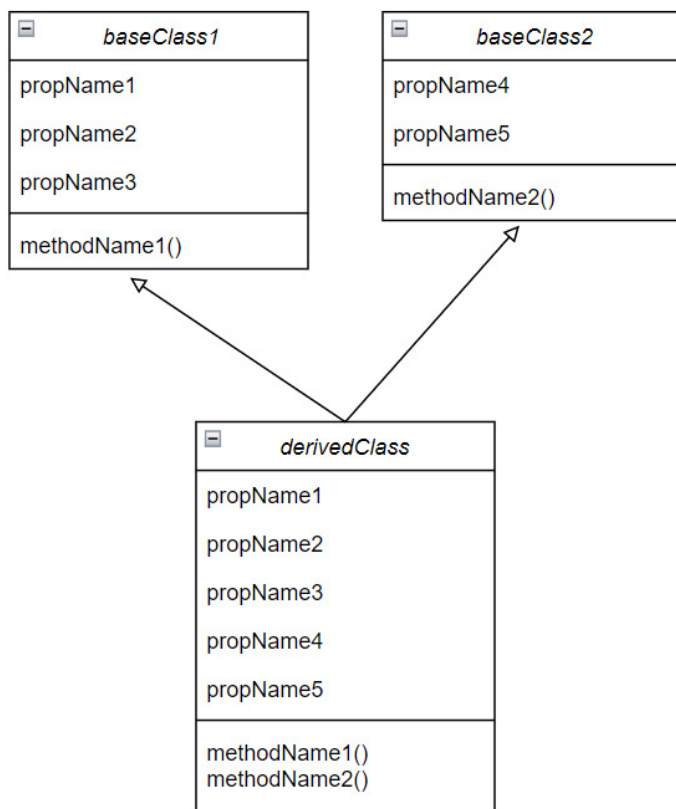 baseClass1
propName1
propName2
propName3
methodName1()
baseClass2
propName4
propName5
methodName2()
derivedClass
propName1
propName2
propName3
propName4
propName5
methodName1()
methodName2()